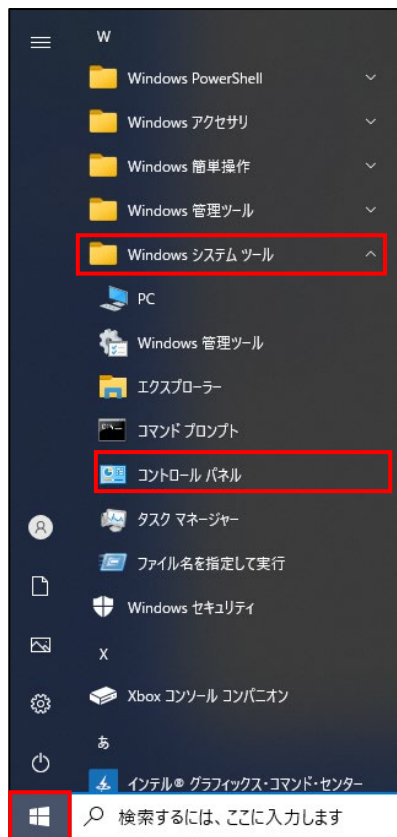 W
Windows PowerShell
Windows アクセサリ
Windows 簡単操作
Windows 管理ツール
Windows システム ツール
PC
Windows 管理ツール
エクスプローラー
コマンド プロンプト
コントロール パネル
タスク マネージャー
ファイル名を指定して実行
Windows セキュリティ
X
Xbox コンソール コンパニオン
あ
インテル® グラフィックス・コマンド・センター
検索するには、ここに入力します